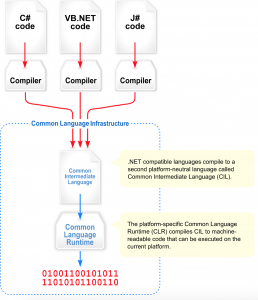 C#
code
VB.NET
code
J#
code
Compiler
Compiler
Compiler
Common Language Infrastructure
Common
Intermediate
Language
.NET compatible languages compile to a
second platform-neutral language called
Common Intermediate Language (CIL).
Common
Language
Runtime
The platform-specific Common Language
Runtime (CLR) compiles CIL to machine-
readable code that can be executed on the
current platform.
01001100101011
11010101100110